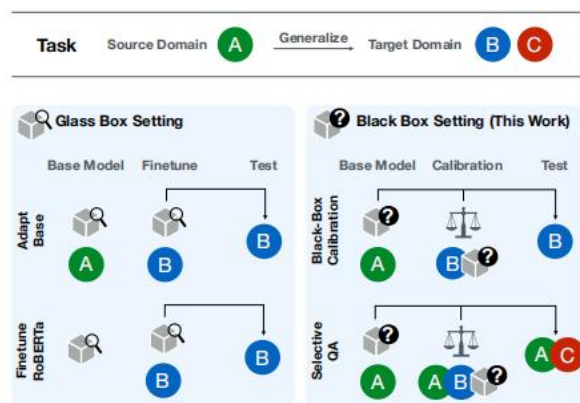 Task Source Domain A Generalize Target Domain B C
Glass Box Setting
Base Model Finetune Test
Adapt Base
A B B
Finetune RoBERTa
B B
? Black Box Setting (This Work)
Base Model Calibration Test
Black-Box Calibration
? A B ? B
Selective QA
? A A B ? A C